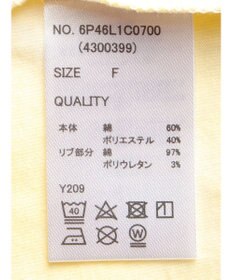 NO. 6P46L1C0700
(4300399)
SIZE F
QUALITY
本体 綿 60%
ポリエステル 40%
リブ部分 綿 97%
ポリウレタン 3%
Y209
40
W